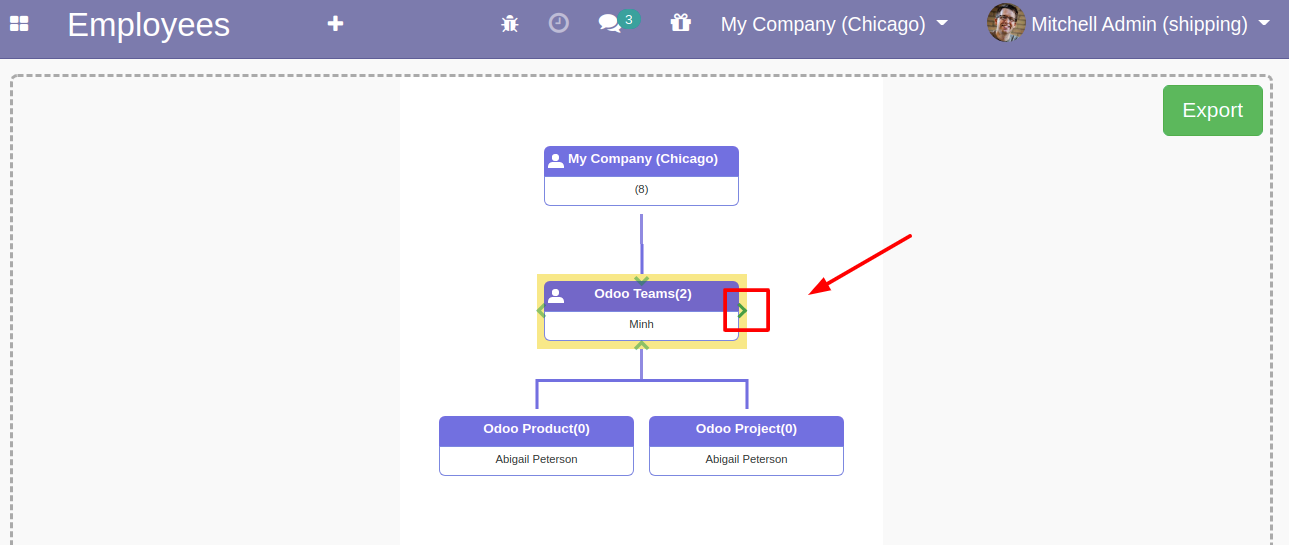 Employees
3
My Company (Chicago)
Mitchell Admin (shipping)
Export
My Company (Chicago)
(8)
Odoo Teams(2)
Minh
Odoo Product(0)
Abigail Peterson
Odoo Project(0)
Abigail Peterson